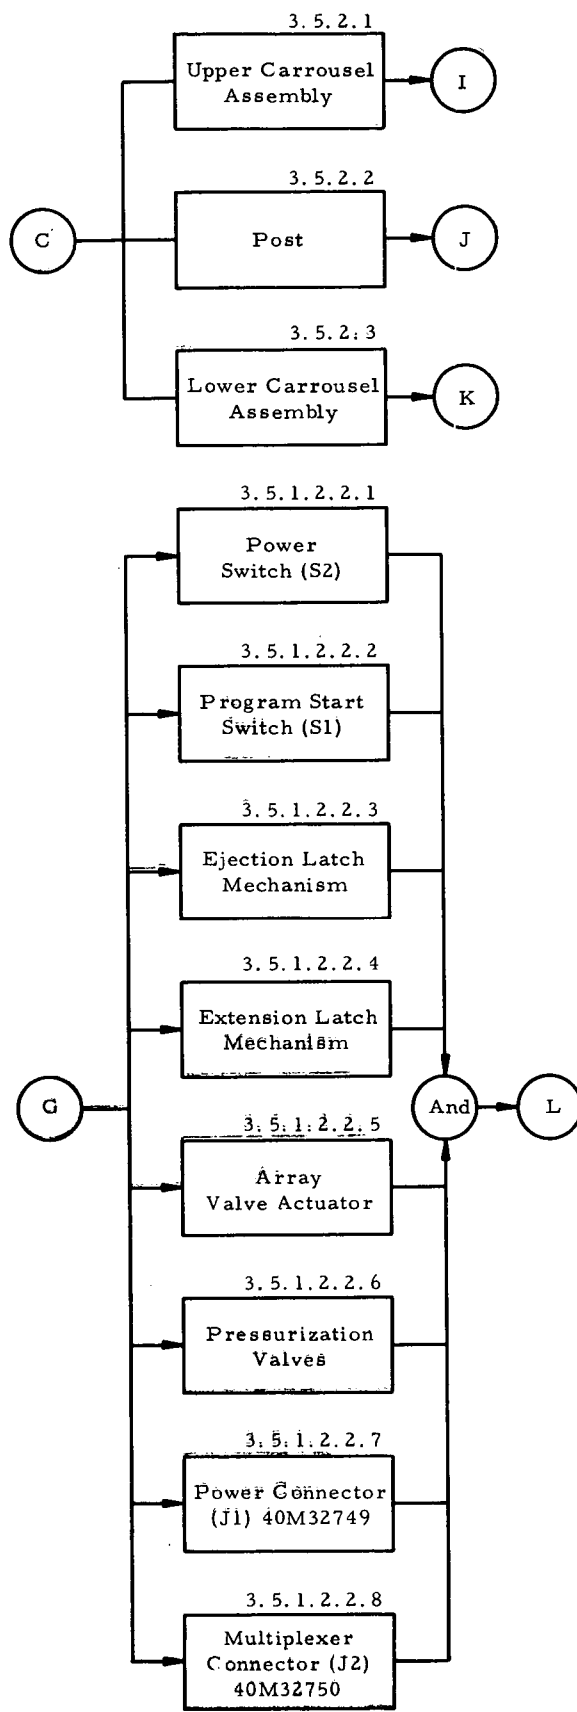 3.5.2.1
Upper Carrousel
Assembly
I
3.5.2.2
C
Post
J
3.5.2.3
Lower Carrousel
Assembly
K
3.5.1.2.2.1
Power
Switch (S2)
3.5.1.2.2.2
Program Start
Switch (S1)
3.5.1.2.2.3
Ejection Latch
Mechanism
3.5.1.2.2.4
Extension Latch
Mechanism
G
And
L
3.5.1.2.2.5
Array
Valve Actuator
3.5.1.2.2.6
Pressurization
Valves
3.5.1.2.2.7
Power Connector
(J1) 40M32749
3.5.1.2.2.8
Multiplexer
Connector (J2)
40M32750